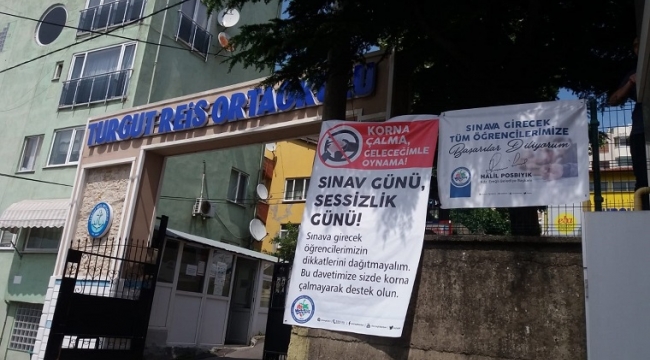 TURGUT REİS ORTAOKULU
KORNA
ÇALMA,
GELECEĞİMLE
OYNAMA!
SINAV GÜNÜ,
SESSİZLİK
GÜNÜ!
Sınava girecek
öğrencilerimizin
dikkatlerini dağıtmayalım.
Bu davetimize sizde korna
çalmayarak destek olun.
SINAVA GİRECEK
TÜM ÖĞRENCİLERİMİZE
Başarılar Diliyorum
HALİL POSBIYIK